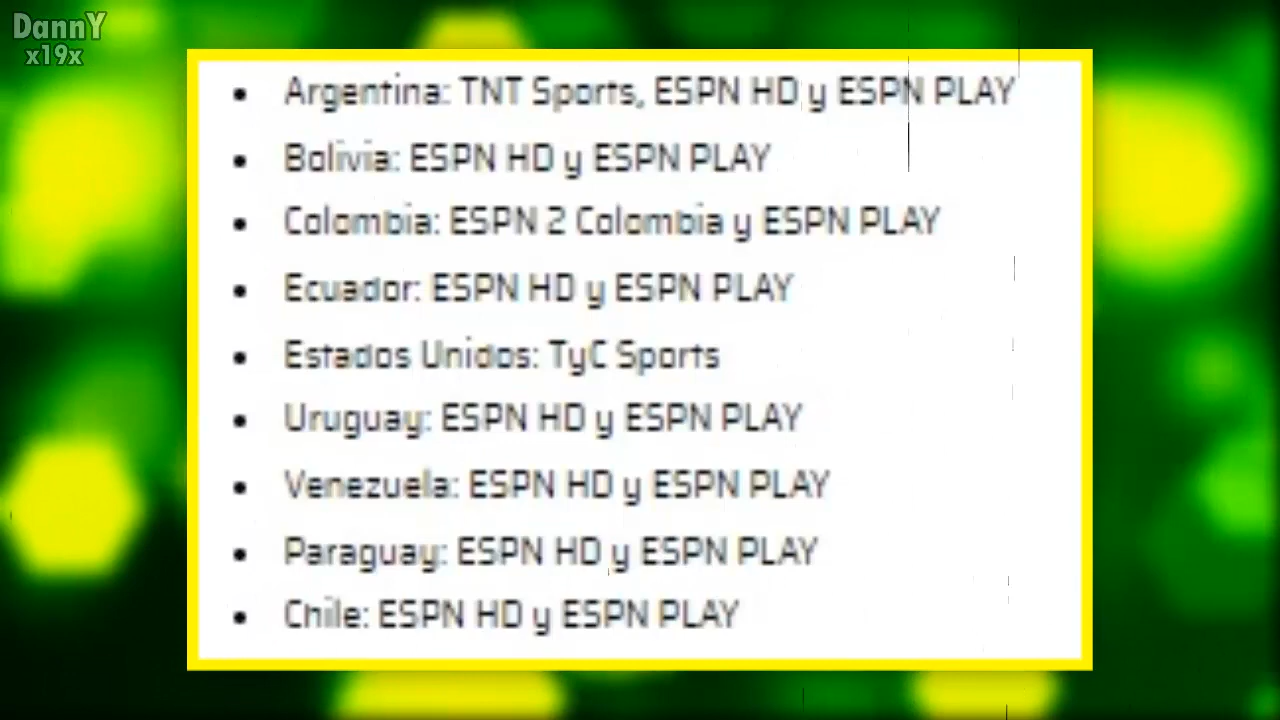 DannY
x19x
• Argentina: TNT Sports, ESPN HD y ESPN PLAY
• Bolivia: ESPN HD y ESPN PLAY
• Colombia: ESPN 2 Colombia y ESPN PLAY
• Ecuador: ESPN HD y ESPN PLAY
• Estados Unidos: TyC Sports
• Uruguay: ESPN HD y ESPN PLAY
• Venezuela: ESPN HD y ESPN PLAY
• Paraguay: ESPN HD y ESPN PLAY
• Chile: ESPN HD y ESPN PLAY